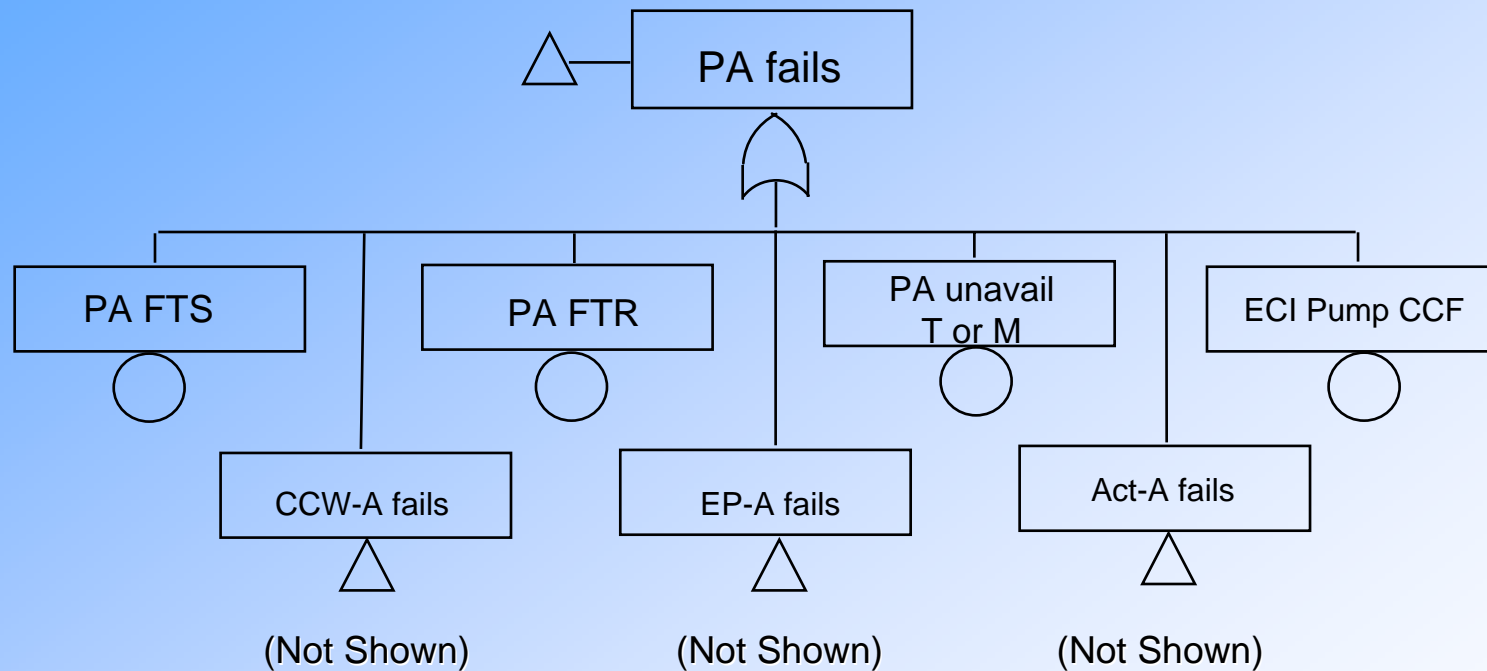 PA fails
PA FTS
PA FTR
PA unavail
T or M
ECI Pump CCF
CCW-A fails
EP-A fails
Act-A fails
(Not Shown)
(Not Shown)
(Not Shown)